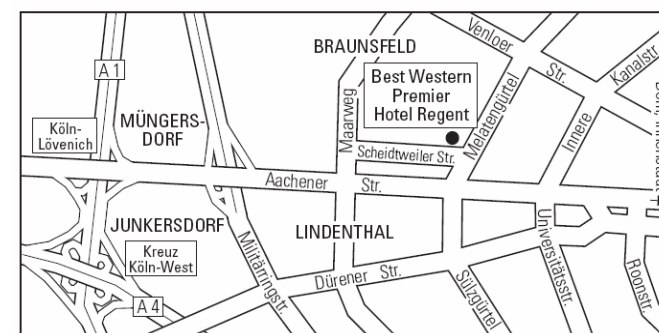 BRAUNSFELD
Venloer
Str.
Kanalstr.
A 1
Best Western
Premier
Hotel Regent
Köln-
Lövenich
MÜNGERS-
DORF
Maarweg
Melatengürtel
Innere
Scheidtweiler Str.
Aachener Str.
JUNKERSDORF
LINDENTHAL
Kreuz
Köln-West
Militärringstr.
Dürener Str.
Sülzgürtel
Universitätsstr.
Roonstr.
A 4